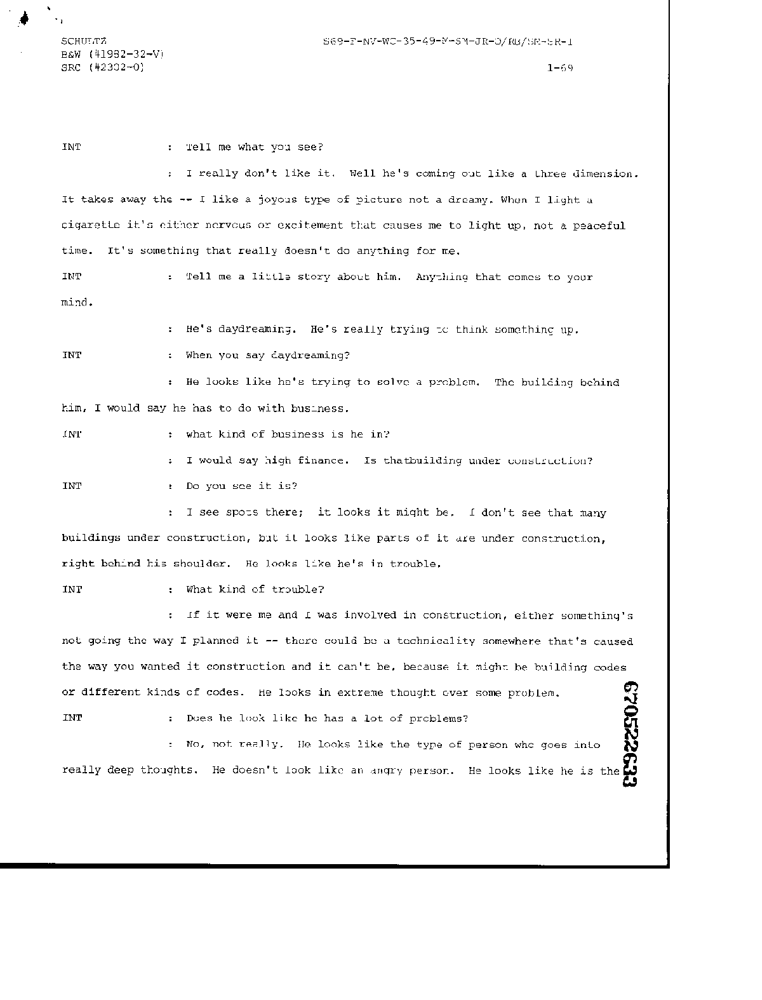 SCHULTZ S69-F-NV-WC-35-49-M-SM-JR-O/RB/SR-SR-1
B&W (#1982-32-V)
SRC (#2302-0) 1-69
INT : Tell me what you see?
: I really don't like it. Well he's coming out like a three dimension.
It takes away the -- I like a joyous type of picture not a dreamy. When I light a
cigarette it's either nervous or excitement that causes me to light up, not a peaceful
time. It's something that really doesn't do anything for me.
INT : Tell me a little story about him. Anything that comes to your
mind.
: He's daydreaming. He's really trying to think something up.
INT : When you say daydreaming?
: He looks like he's trying to solve a problem. The building behind
him, I would say he has to do with business.
INT : what kind of business is he in?
: I would say high finance. Is thatbuilding under construction?
INT : Do you see it is?
: I see spots there; it looks it might be. I don't see that many
buildings under construction, but it looks like parts of it are under construction,
right behind his shoulder. He looks like he's in trouble.
INT : What kind of trouble?
: If it were me and I was involved in construction, either something's
not going the way I planned it -- there could be a technicality somewhere that's caused
the way you wanted it construction and it can't be, because it might be building codes
or different kinds of codes. He looks in extreme thought over some problem.
INT : Does he look like he has a lot of problems?
: No, not really. He looks like the type of person who goes into
really deep thoughts. He doesn't look like an angry person. He looks like he is the
670522633